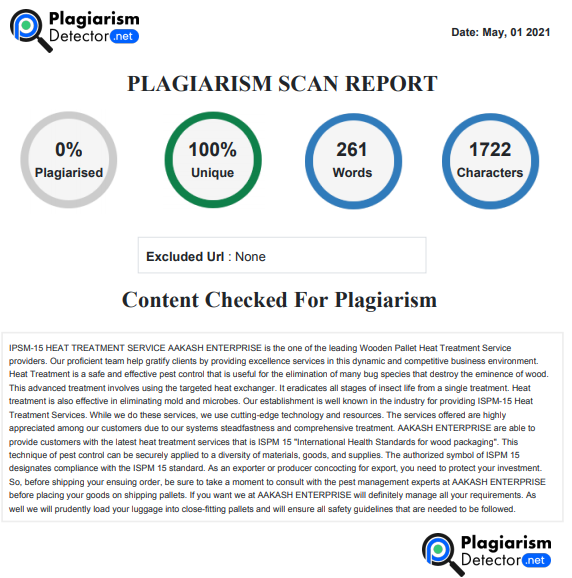 Plagiarism
Detector.net
Date: May, 01 2021
PLAGIARISM SCAN REPORT
0%
Plagiarised
100%
Unique
261
Words
1722
Characters
Excluded Url : None
Content Checked For Plagiarism
IPSM-15 HEAT TREATMENT SERVICE AAKASH ENTERPRISE is the one of the leading Wooden Pallet Heat Treatment Service
providers. Our proficient team help gratify clients by providing excellence services in this dynamic and competitive business environment.
Heat Treatment is a safe and effective pest control that is useful for the elimination of many bug species that destroy the eminence of wood.
This advanced treatment involves using the targeted heat exchanger. It eradicates all stages of insect life from a single treatment. Heat
treatment is also effective in eliminating mold and microbes. Our establishment is well known in the industry for providing ISPM-15 Heat
Treatment Services. While we do these services, we use cutting-edge technology and resources. The services offered are highly
appreciated among our customers due to our systems steadfastness and comprehensive treatment. AAKASH ENTERPRISE are able to
provide customers with the latest heat treatment services that is ISPM 15 "International Health Standards for wood packaging". This
technique of pest control can be securely applied to a diversity of materials, goods, and supplies. The authorized symbol of ISPM 15
designates compliance with the ISPM 15 standard. As an exporter or producer concocting for export, you need to protect your investment.
So, before shipping your ensuing order, be sure to take a moment to consult with the pest management experts at AAKASH ENTERPRISE
before placing your goods on shipping pallets. If you want we at AAKASH ENTERPRISE will definitely manage all your requirements. As
well we will prudently load your luggage into close-fitting pallets and will ensure all safety guidelines that are needed to be followed.
Plagiarism
Detector.net